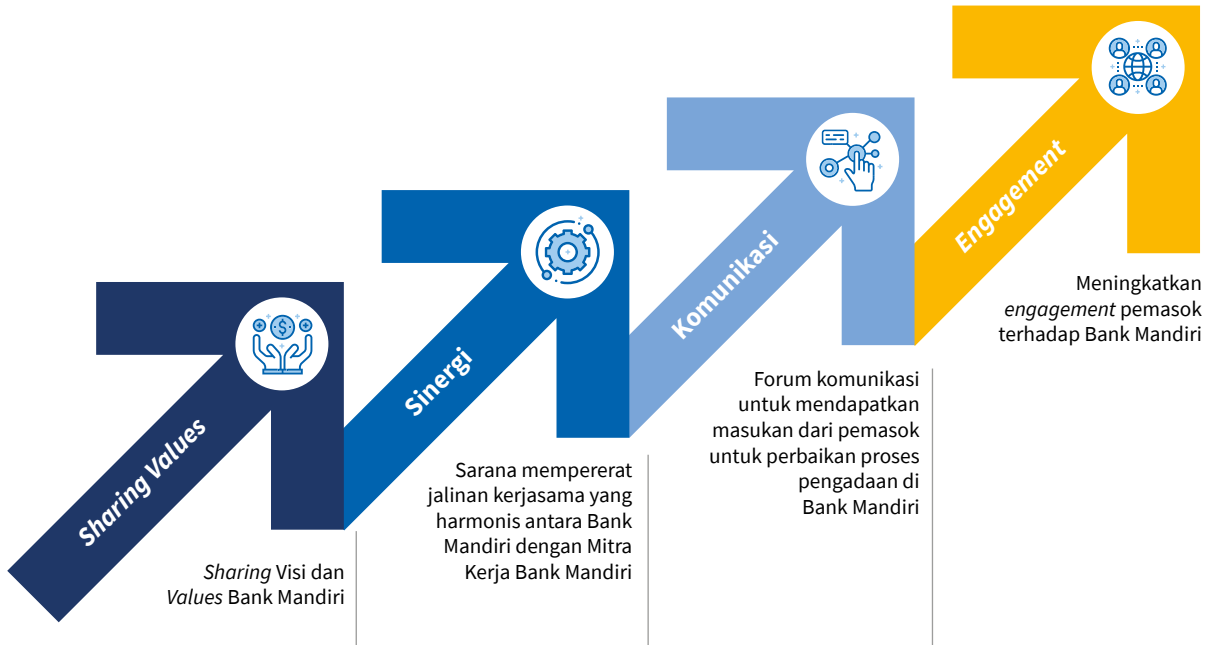 Sharing Values
Sharing Visi dan
Values Bank Mandiri
Sinergi
Sarana mempererat
jalinan kerjasama yang
harmonis antara Bank
Mandiri dengan Mitra
Kerja Bank Mandiri
Komunikasi
Forum komunikasi
untuk mendapatkan
masukan dari pemasok
untuk perbaikan proses
pengadaan di
Bank Mandiri
Engagement
Meningkatkan
engagement pemasok
terhadap Bank Mandiri